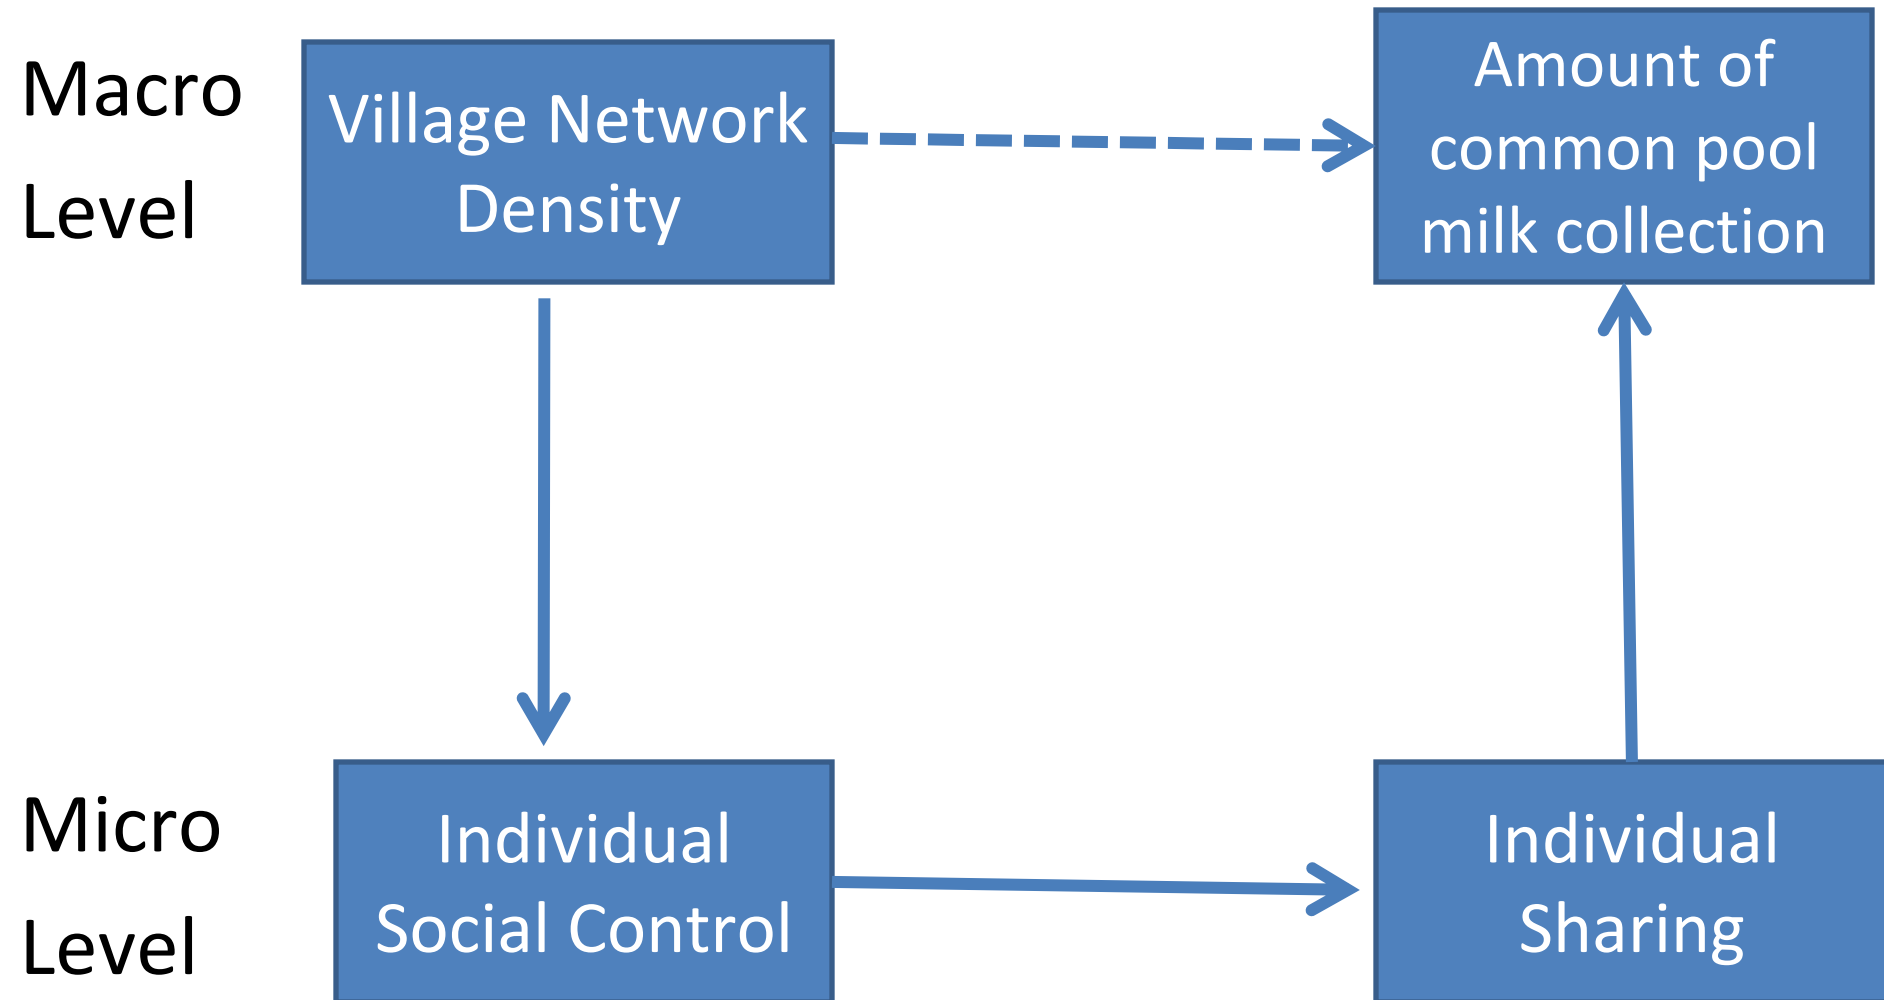 Macro
Level
Village Network
Density
Amount of
common pool
milk collection
Micro
Level
Individual
Social Control
Individual
Sharing